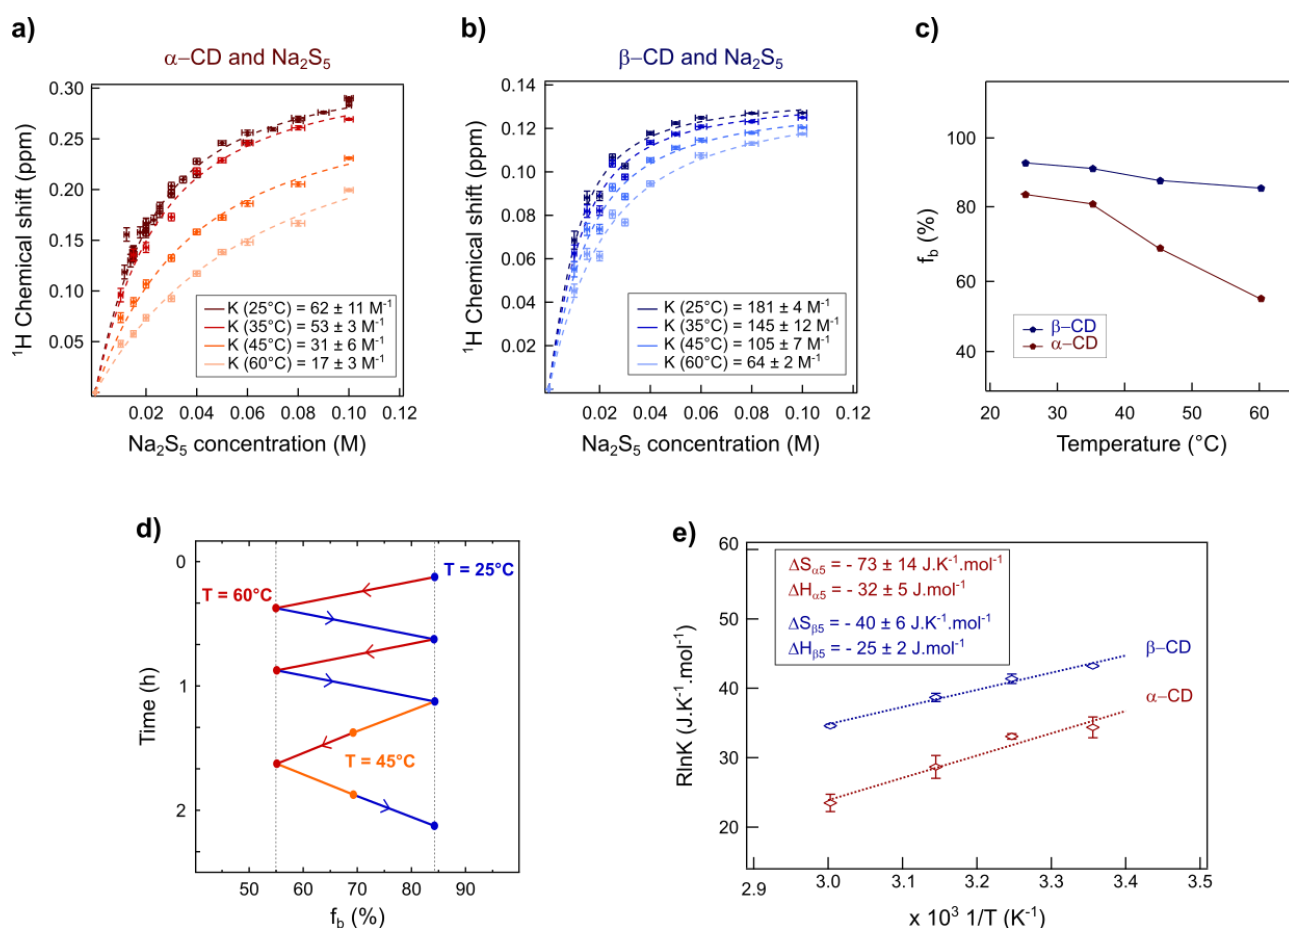 a)
α–CD and Na₂S₅
0.30
0.25
0.20
0.15
0.10
0.05
¹H Chemical shift (ppm)
K (25°C) = 62 ± 11 M⁻¹
K (35°C) = 53 ± 3 M⁻¹
K (45°C) = 31 ± 6 M⁻¹
K (60°C) = 17 ± 3 M⁻¹
0.02 0.04 0.06 0.08 0.10 0.12
Na₂S₅ concentration (M)
b)
β–CD and Na₂S₅
0.14
0.12
0.10
0.08
0.06
0.04
0.02
¹H Chemical shift (ppm)
K (25°C) = 181 ± 4 M⁻¹
K (35°C) = 145 ± 12 M⁻¹
K (45°C) = 105 ± 7 M⁻¹
K (60°C) = 64 ± 2 M⁻¹
0.02 0.04 0.06 0.08 0.10 0.12
Na₂S₅ concentration (M)
c)
100
80
60
40
f_b (%)
β–CD
α–CD
20 30 40 50 60
Temperature (°C)
d)
0
1
2
Time (h)
T = 25°C
T = 60°C
T = 45°C
50 60 70 80 90
f_b (%)
e)
60
50
40
30
20
RlnK (J.K⁻¹.mol⁻¹)
ΔS_α5 = - 73 ± 14 J.K⁻¹.mol⁻¹
ΔH_α5 = - 32 ± 5 J.mol⁻¹
ΔS_β5 = - 40 ± 6 J.K⁻¹.mol⁻¹
ΔH_β5 = - 25 ± 2 J.mol⁻¹
β–CD
α–CD
2.9 3.0 3.1 3.2 3.3 3.4 3.5
x 10³ 1/T (K⁻¹)